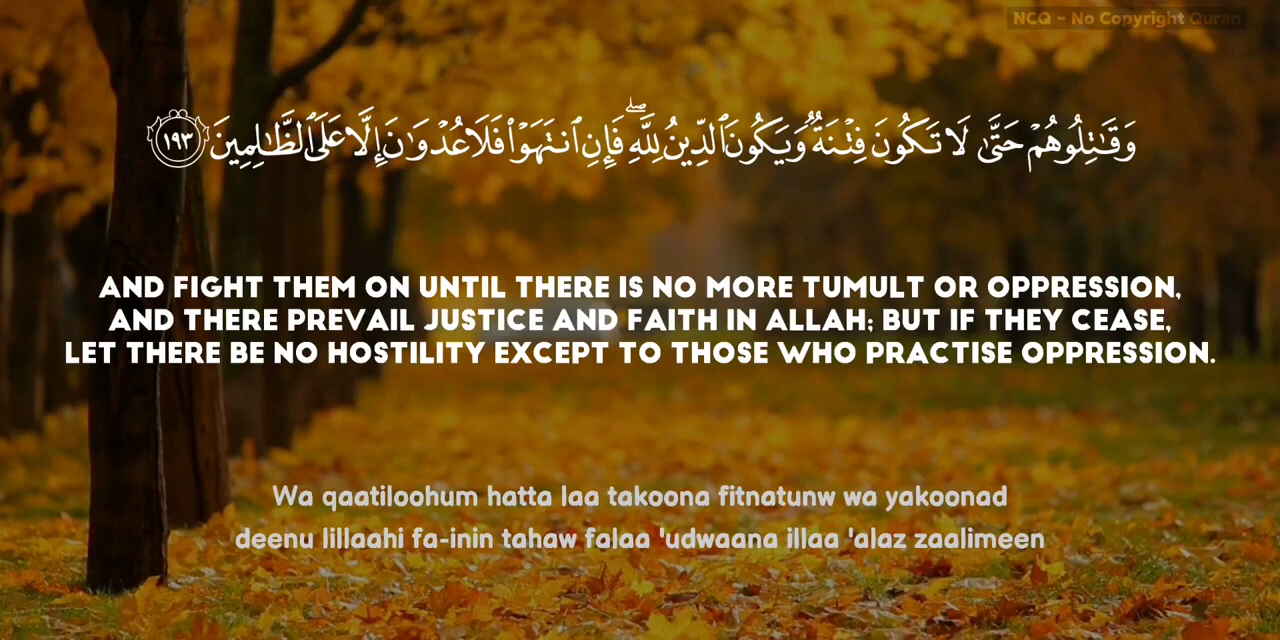 NCQ - No Copyright Quran
وَقَٰتِلُوهُمْ حَتَّىٰ لَا تَكُونَ فِتْنَةٌ وَيَكُونَ ٱلدِّينُ لِلَّهِ ۖ فَإِنِ ٱنتَهَوْا۟ فَلَا عُدْوَٰنَ إِلَّا عَلَى ٱلظَّٰلِمِينَ ١٩٣
AND FIGHT THEM ON UNTIL THERE IS NO MORE TUMULT OR OPPRESSION,
AND THERE PREVAIL JUSTICE AND FAITH IN ALLAH; BUT IF THEY CEASE,
LET THERE BE NO HOSTILITY EXCEPT TO THOSE WHO PRACTISE OPPRESSION.
Wa qaatiloohum hatta laa takoona fitnatunw wa yakoonad
deenu lillaahi fa-inin tahaw falaa 'udwaana illaa 'alaz zaalimeen